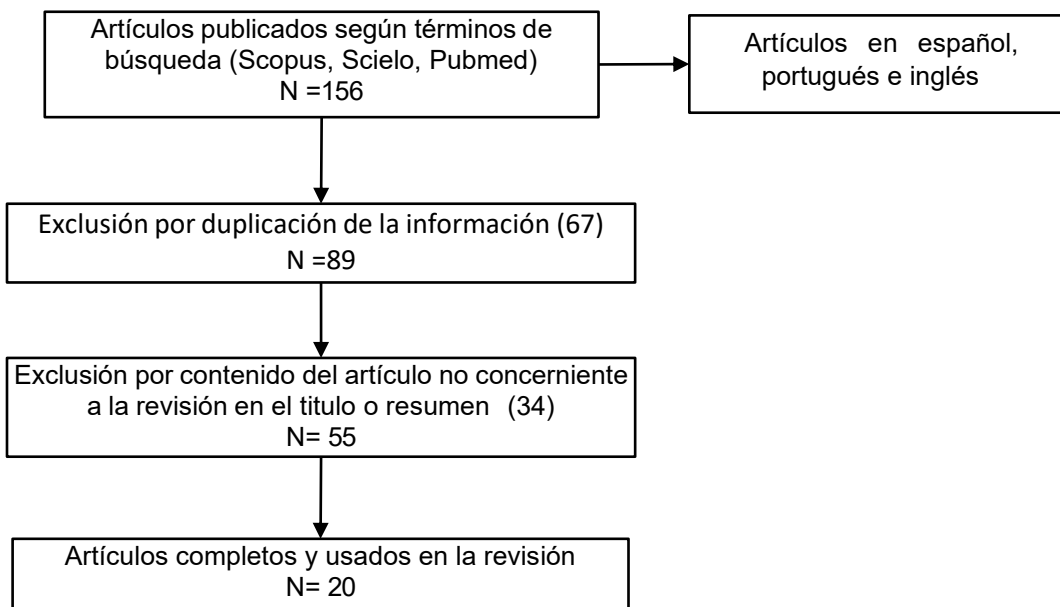 Artículos publicados según términos de
búsqueda (Scopus, Scielo, Pubmed)
N =156
Artículos en español,
portugués e inglés
Exclusión por duplicación de la información (67)
N =89
Exclusión por contenido del artículo no concerniente
a la revisión en el titulo o resumen (34)
N= 55
Artículos completos y usados en la revisión
N= 20